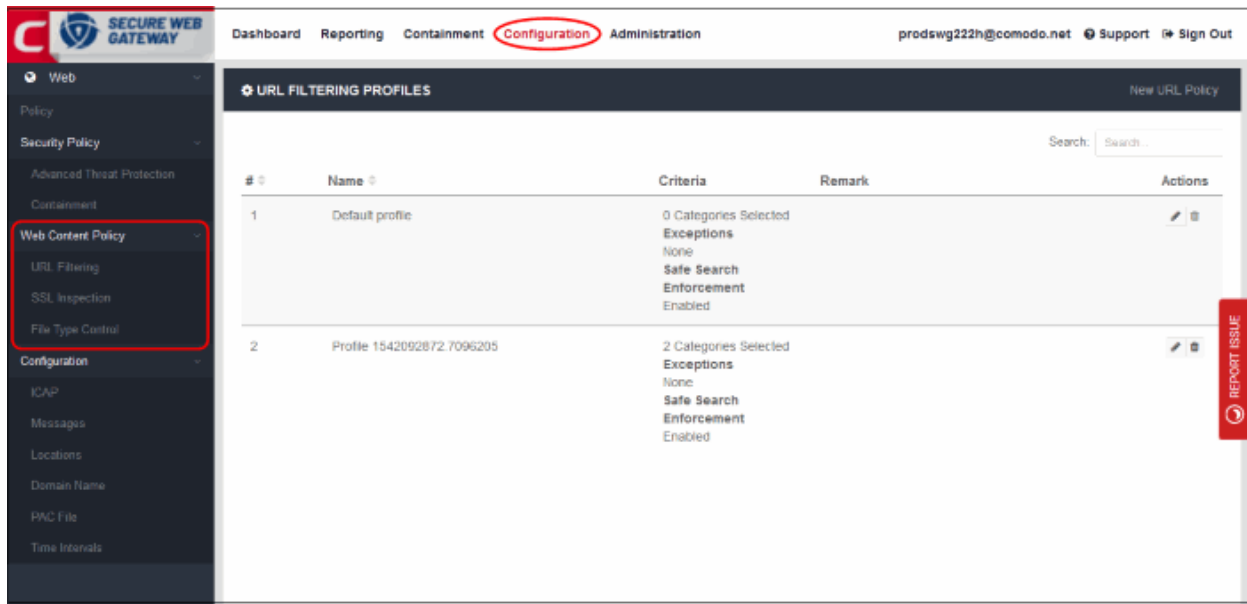 C SECURE WEB
GATEWAY
Dashboard Reporting Containment Configuration Administration prodswg222h@comodo.net Support Sign Out
Web
Policy
Security Policy
Advanced Threat Protection
Containment
Web Content Policy
URL Filtering
SSL Inspection
File Type Control
Configuration
ICAP
Messages
Locations
Domain Name
PAC File
Time Intervals
URL FILTERING PROFILES New URL Policy
Search: Search...
# Name Criteria Remark Actions
1 Default profile 0 Categories Selected
Exceptions
None
Safe Search
Enforcement
Enabled
2 Profile 1542092872.7096205 2 Categories Selected
Exceptions
None
Safe Search
Enforcement
Enabled
REPORT ISSUE